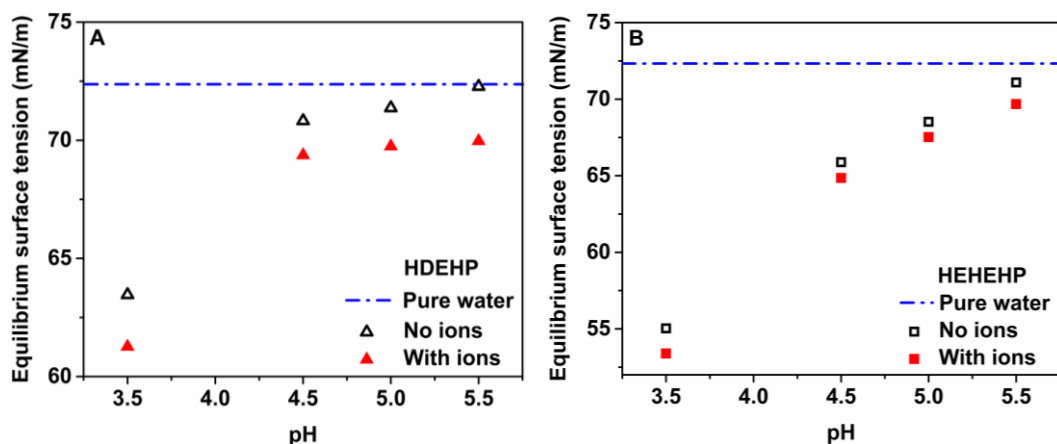 A
Equilibrium surface tension (mN/m)
75
70
65
60
HDEHP
Pure water
No ions
With ions
3.5 4.0 4.5 5.0 5.5
pH
B
Equilibrium surface tension (mN/m)
75
70
65
60
55
HEHEHP
Pure water
No ions
With ions
3.5 4.0 4.5 5.0 5.5
pH